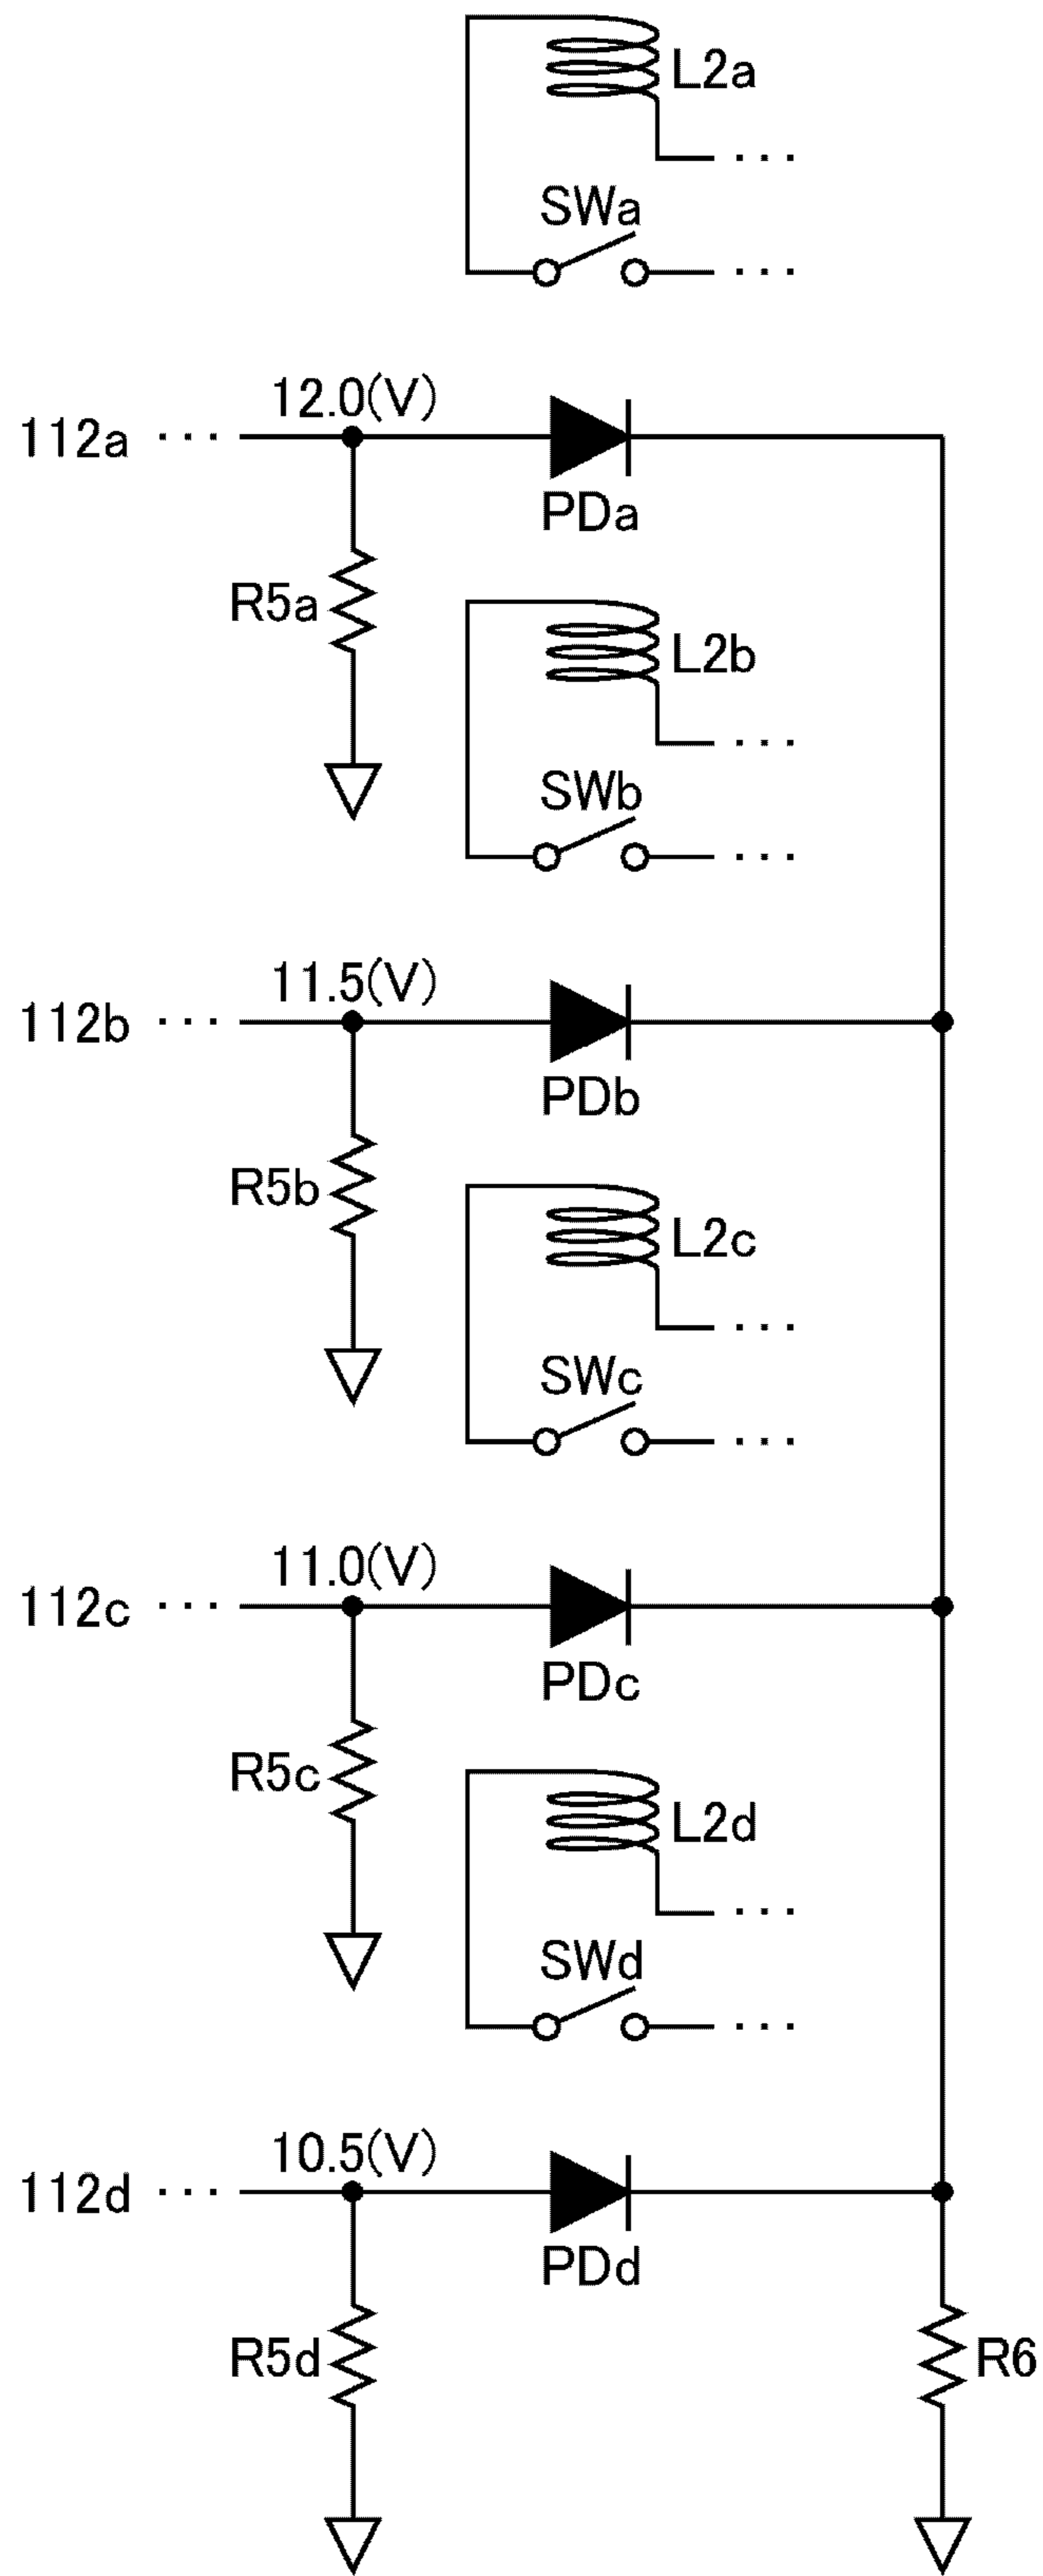 L2a
...
SWa
...
12.0(V)
112a ...
PDa
R5a
L2b
...
SWb
...
11.5(V)
112b ...
PDb
R5b
L2c
...
SWc
...
11.0(V)
112c ...
PDc
R5c
L2d
...
SWd
...
10.5(V)
112d ...
PDd
R5d
R6